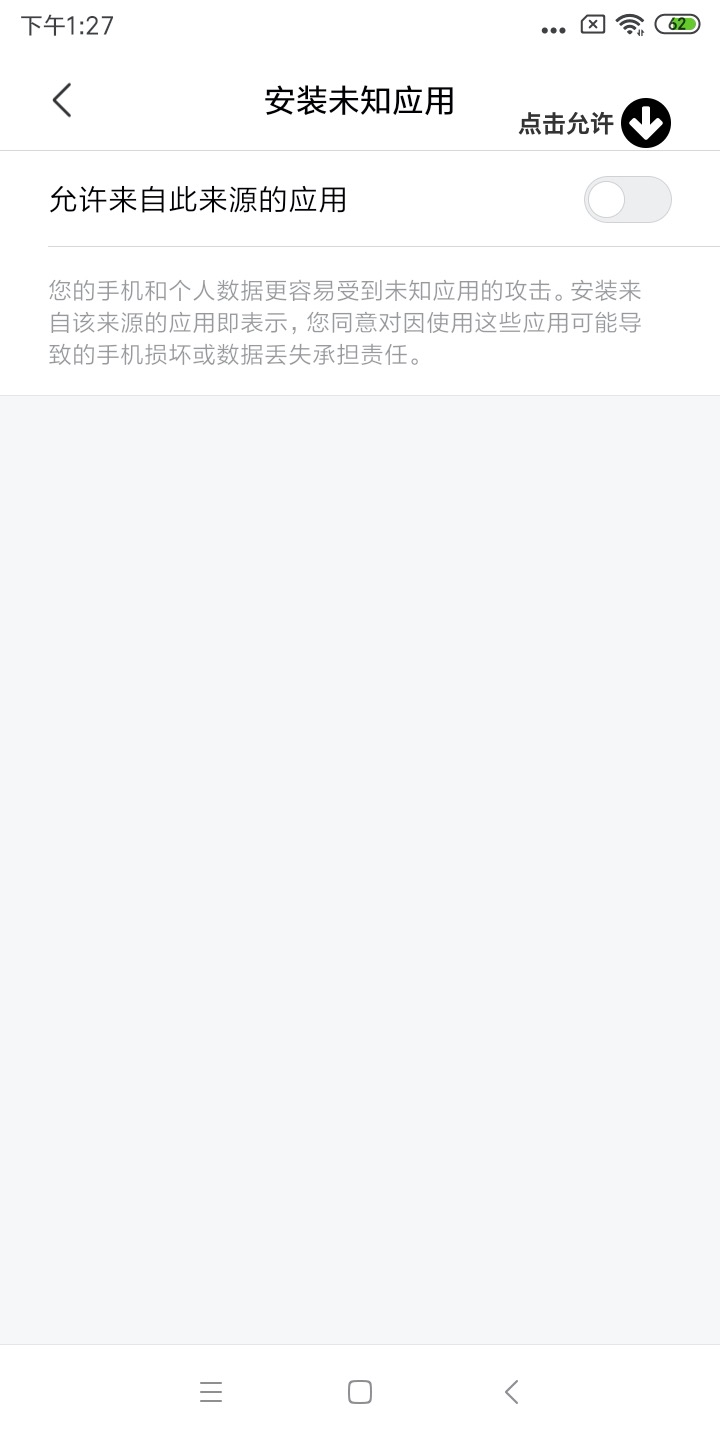 下午1:27
62
安装未知应用
点击允许
允许来自此来源的应用
您的手机和个人数据更容易受到未知应用的攻击。安装来
自该来源的应用即表示，您同意对因使用这些应用可能导
致的手机损坏或数据丢失承担责任。